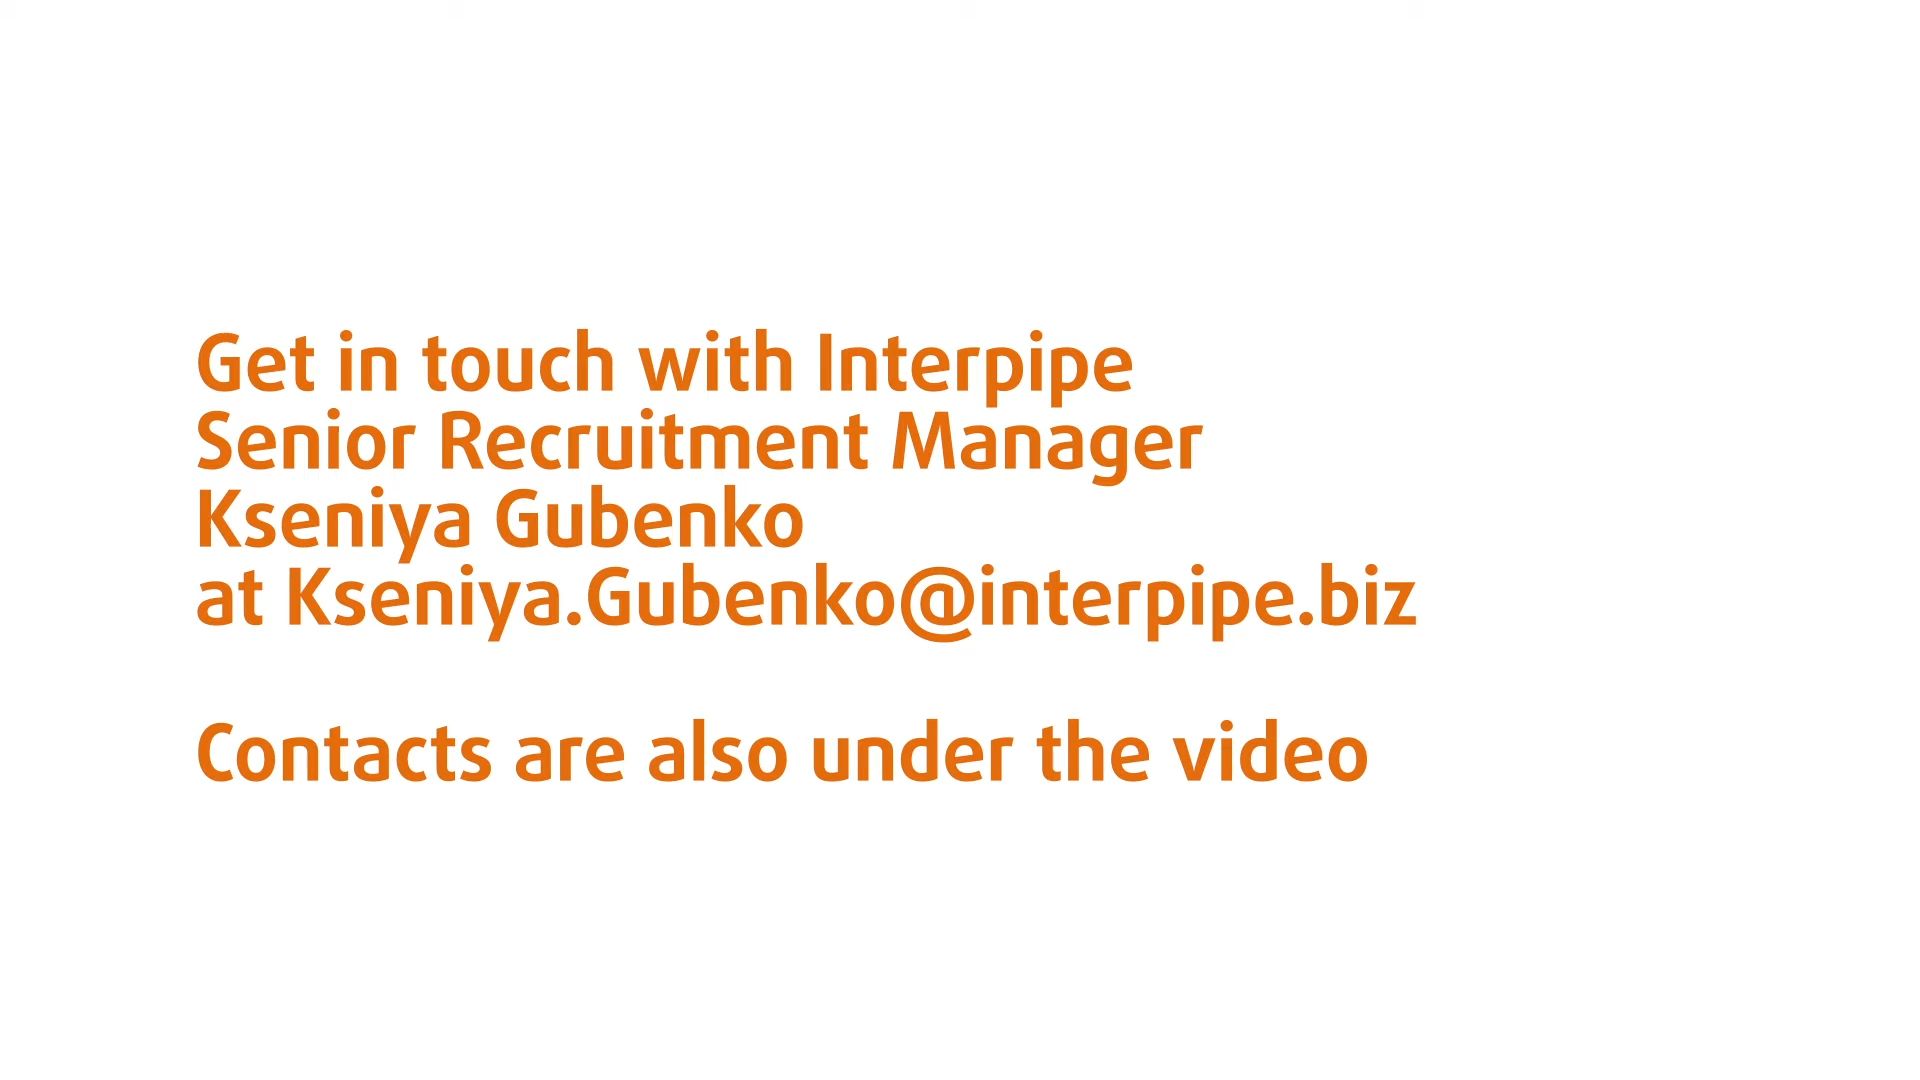 Get in touch with Interpipe
Senior Recruitment Manager
Kseniya Gubenko
at Kseniya.Gubenko@interpipe.biz
Contacts are also under the video